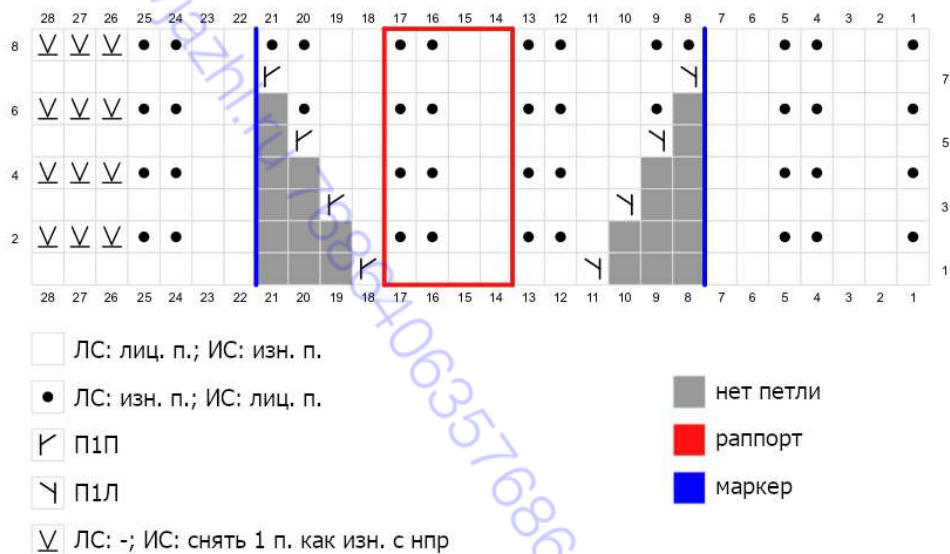 28 27 26 25 24 23 22 21 20 19 18 17 16 15 14 13 12 11 10 9 8 7 6 5 4 3 2 1
8
7
6
5
4
3
2
1
28 27 26 25 24 23 22 21 20 19 18 17 16 15 14 13 12 11 10 9 8 7 6 5 4 3 2 1
ЛС: лиц. п.; ИС: изн. п.
ЛС: изн. п.; ИС: лиц. п.
П1П
П1Л
ЛС: -; ИС: снять 1 п. как изн. с нпр
нет петли
раппорт
маркер